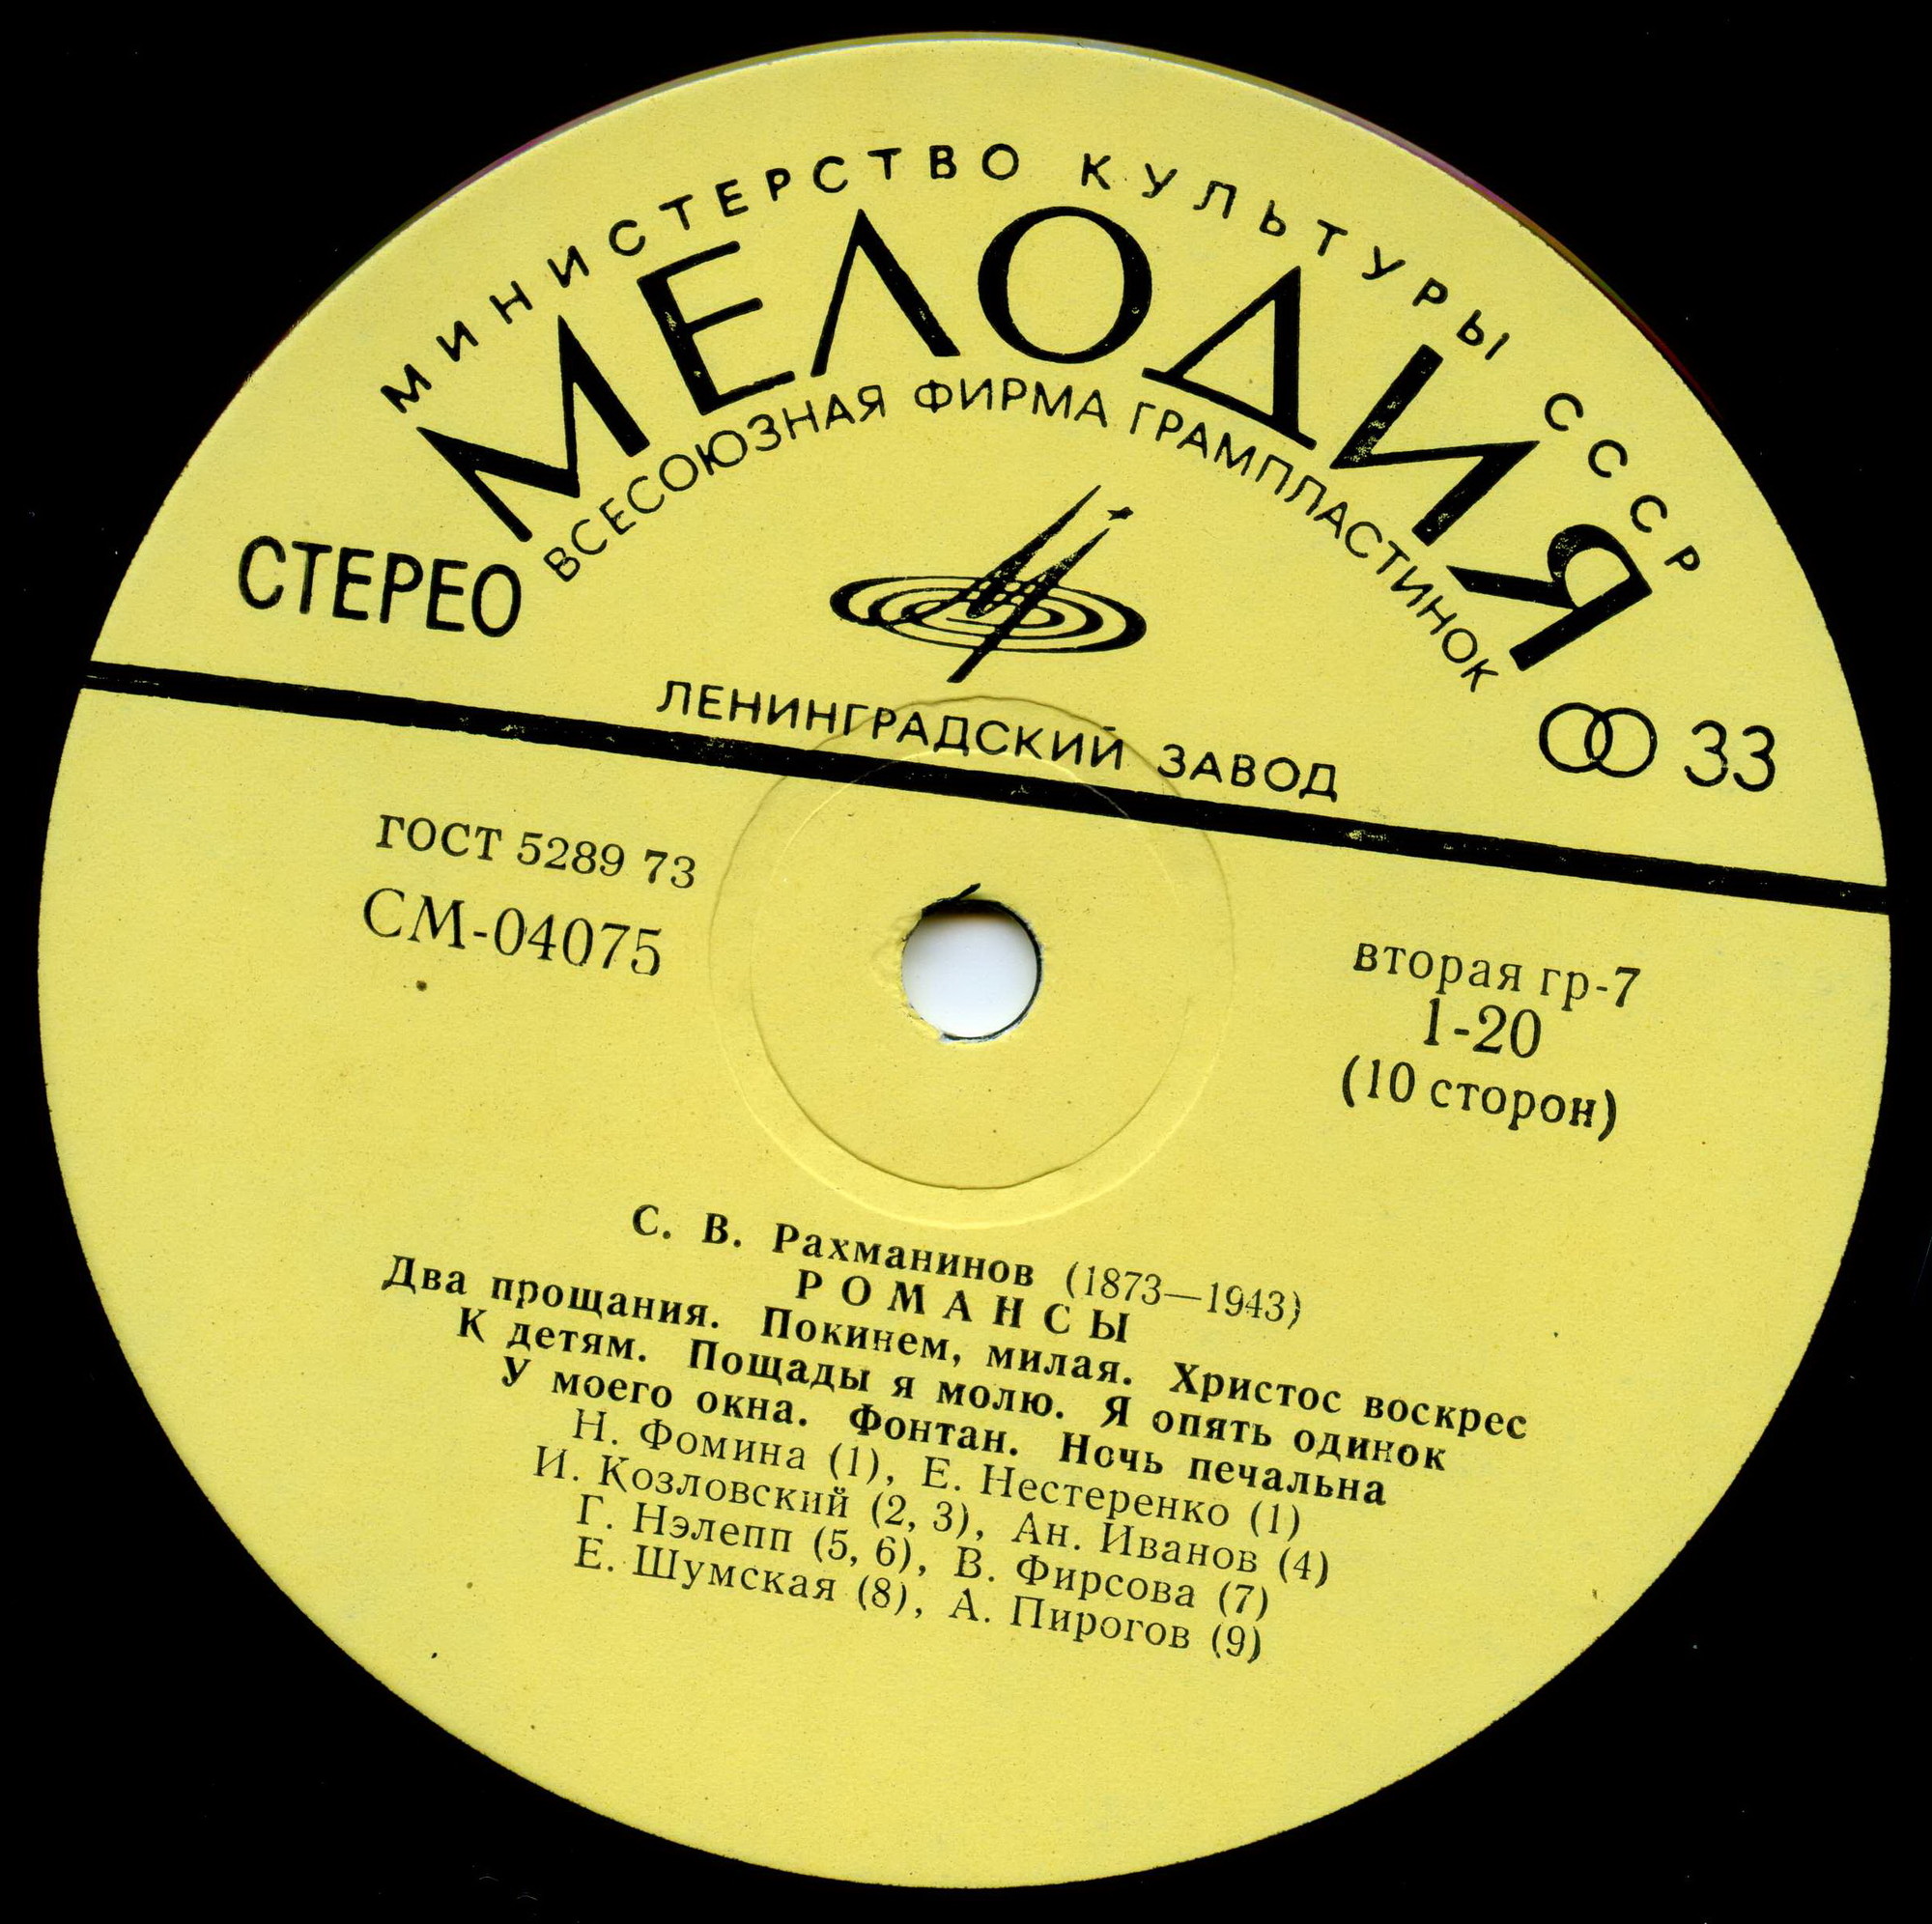 МИНИСТЕРСТВО КУЛЬТУРЫ СССР
МЕЛОДИЯ
ВСЕСОЮЗНАЯ ФИРМА ГРАМПЛАСТИНОК
СТЕРЕО
33
ЛЕНИНГРАДСКИЙ ЗАВОД
ГОСТ 5289 73
СМ-04075
вторая гр-7
1-20
(10 сторон)
С. В. Рахманинов (1873—1943)
РОМАНСЫ
Два прощания. Покинем, милая. Христос воскрес
К детям. Пощады я молю. Я опять одинок
У моего окна. Фонтан. Ночь печальна
Н. Фомина (1), Е. Нестеренко (1)
И. Козловский (2, 3), Ан. Иванов (4)
Г. Нэлепп (5, 6), В. Фирсова (7)
Е. Шумская (8), А. Пирогов (9)